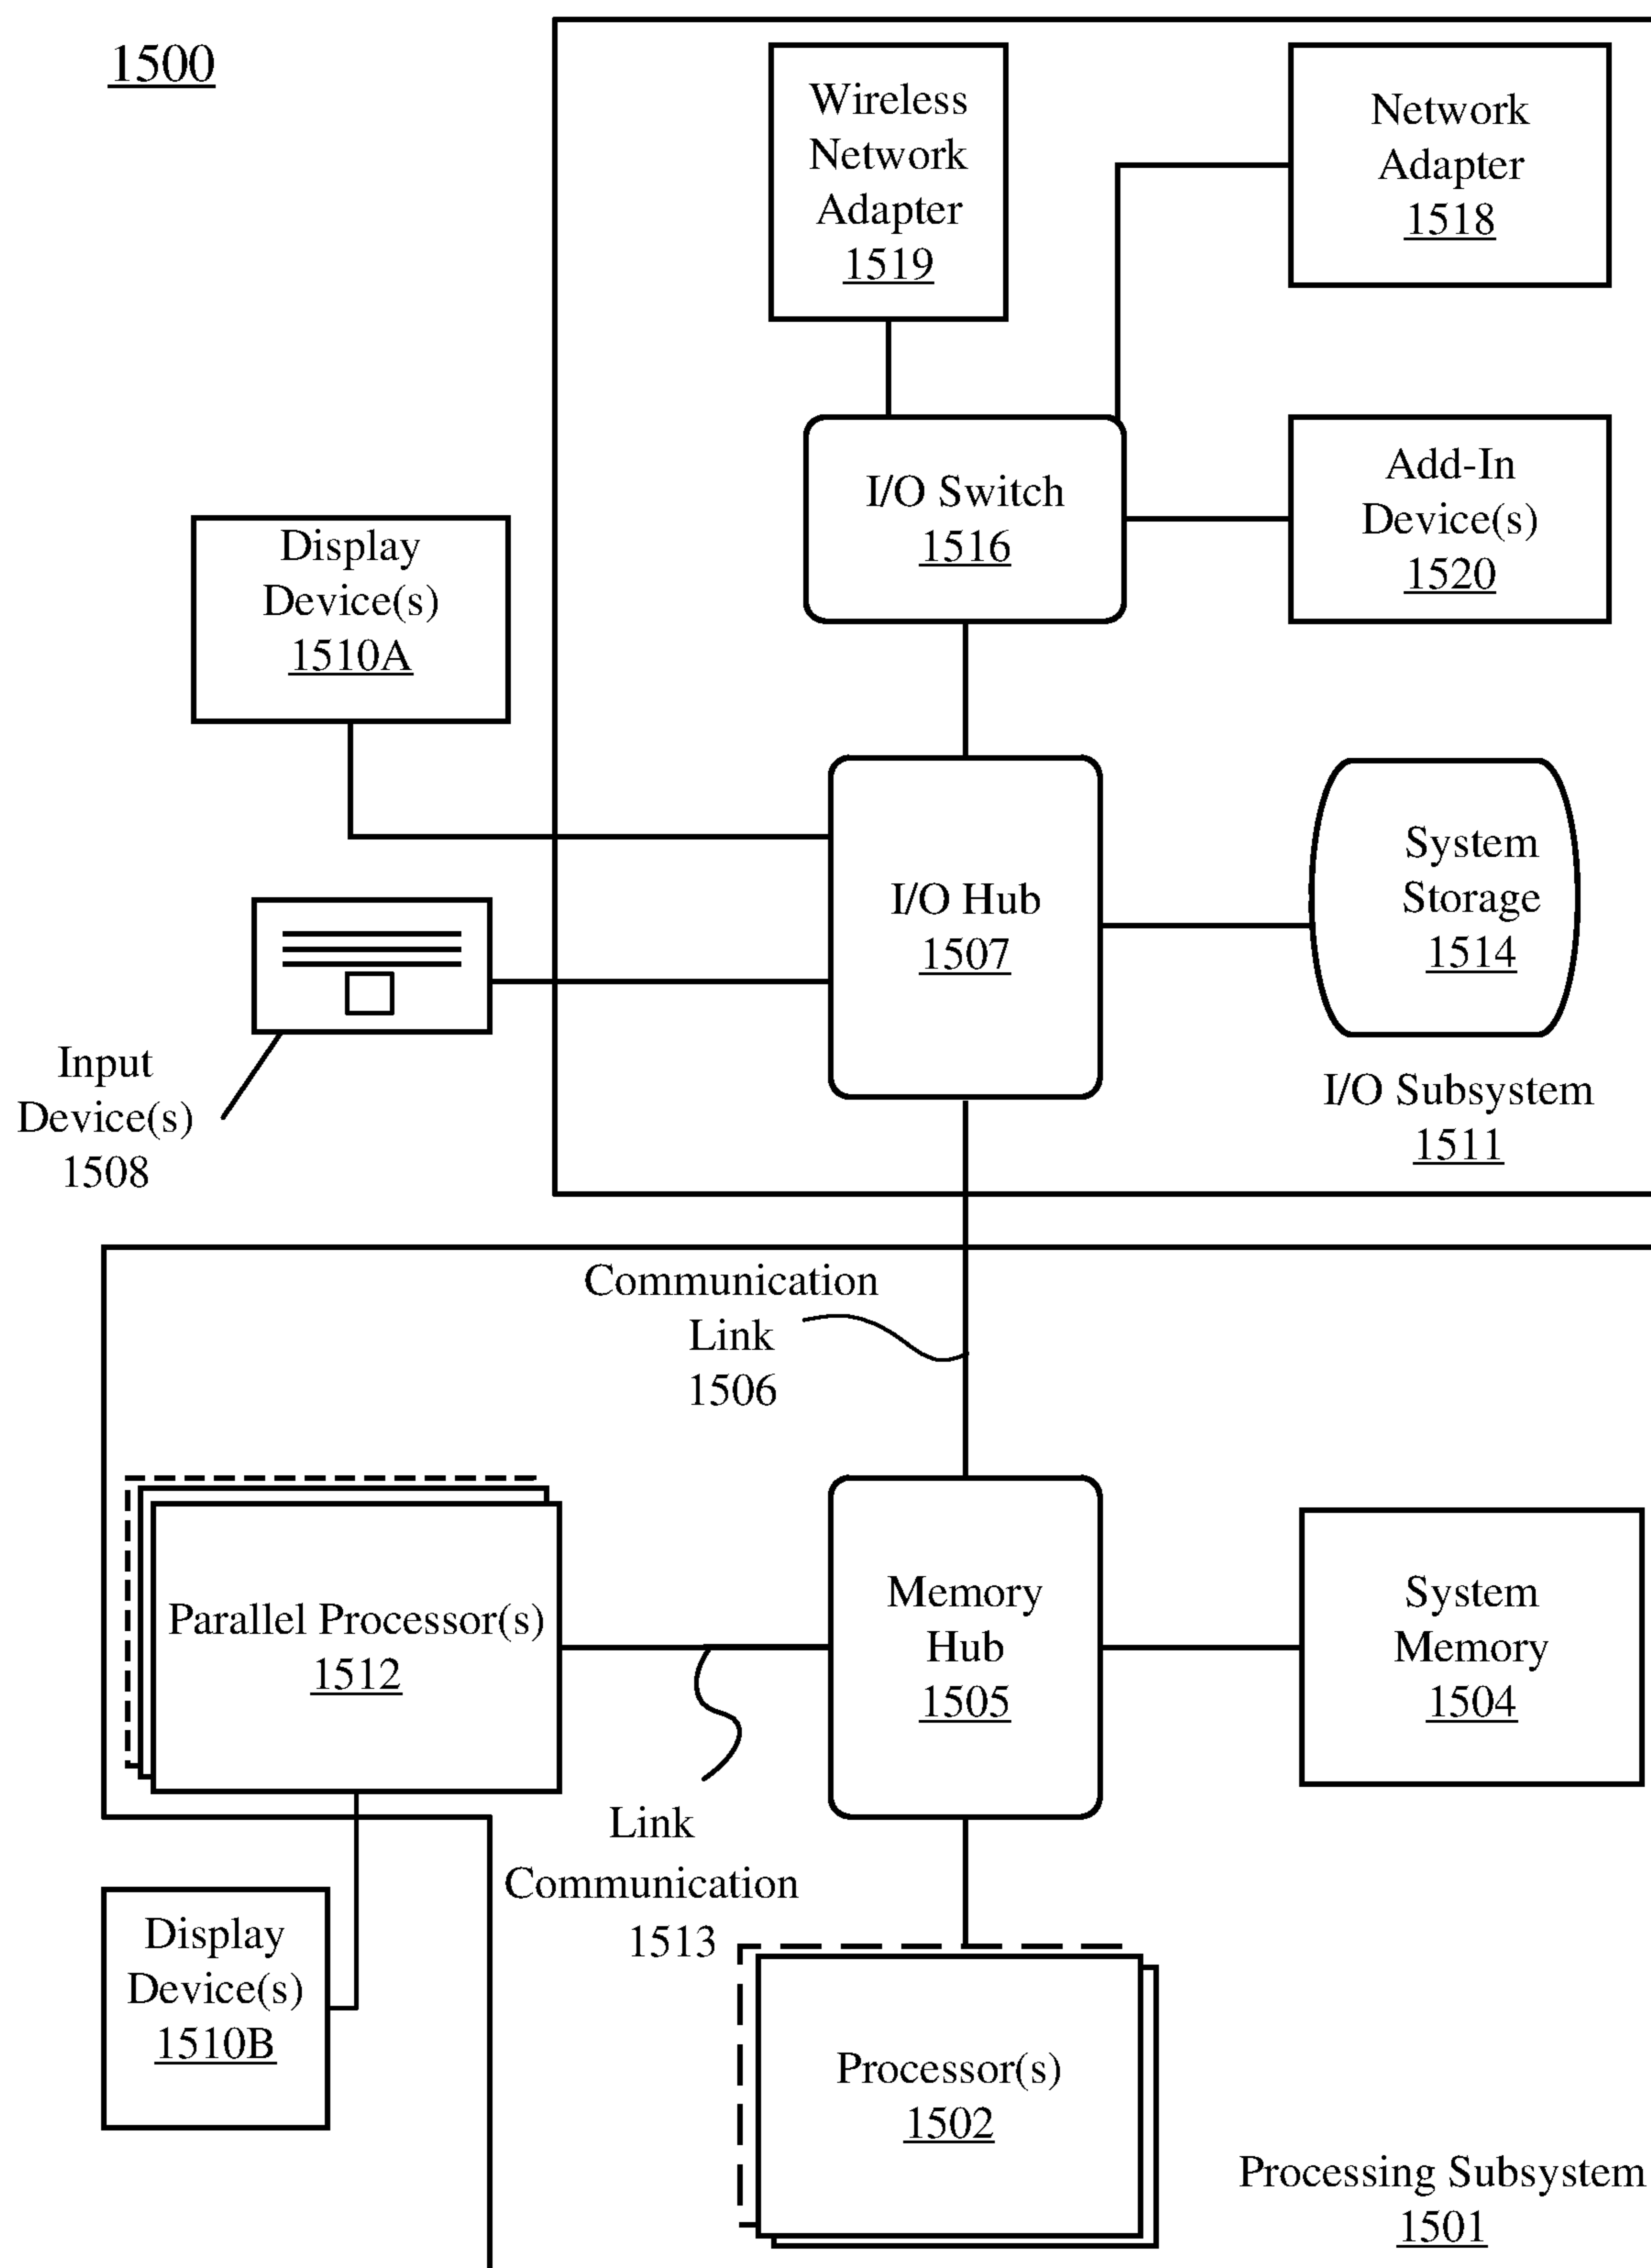 1500
Wireless
Network
Adapter
1519
Network
Adapter
1518
I/O Switch
1516
Add-In
Device(s)
1520
Display
Device(s)
1510A
I/O Hub
1507
System
Storage
1514
Input
Device(s)
1508
I/O Subsystem
1511
Communication
Link
1506
Parallel Processor(s)
1512
Memory
Hub
1505
System
Memory
1504
Link
Communication
1513
Display
Device(s)
1510B
Processor(s)
1502
Processing Subsystem
1501